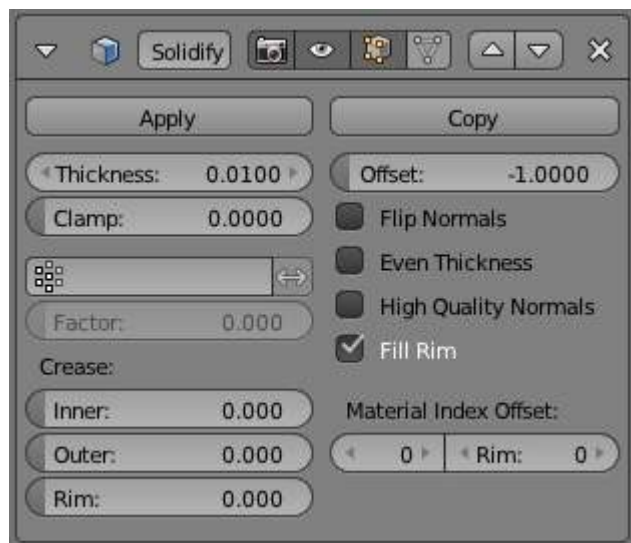 Solidify
Apply Copy
Thickness: 0.0100 Offset: -1.0000
Clamp: 0.0000 Flip Normals
Even Thickness
High Quality Normals
Factor: 0.000
Fill Rim
Crease:
Inner: 0.000 Material Index Offset:
Outer: 0.000 0 Rim: 0
Rim: 0.000